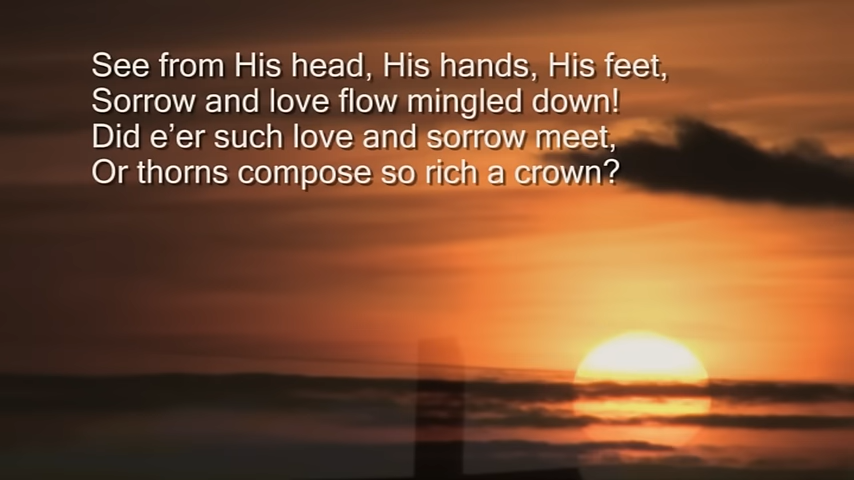 See from His head, His hands, His feet,
Sorrow and love flow mingled down!
Did e’er such love and sorrow meet,
Or thorns compose so rich a crown?